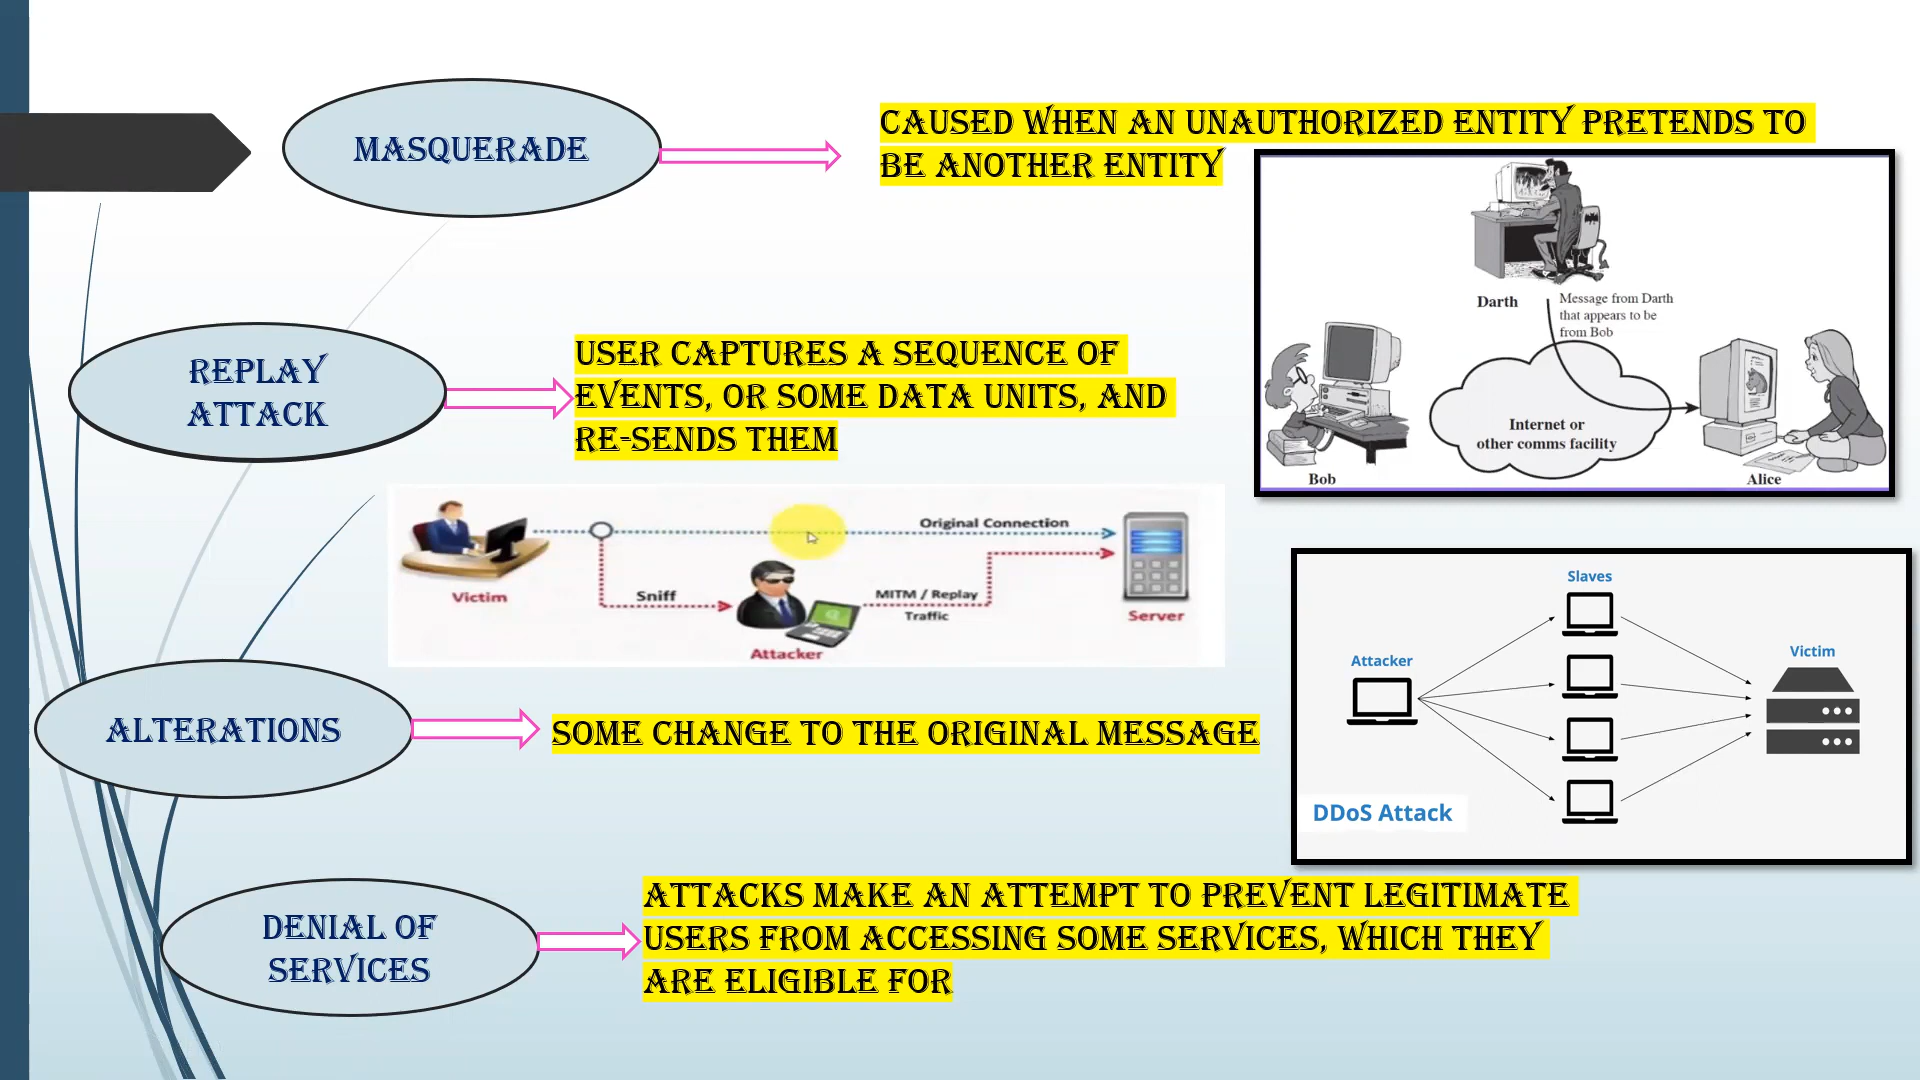 MASQUERADE
CAUSED WHEN AN UNAUTHORIZED ENTITY PRETENDS TO
BE ANOTHER ENTITY
Darth
Message from Darth
that appears to be
from Bob
Internet or
other comms facility
Bob
Alice
REPLAY
ATTACK
USER CAPTURES A SEQUENCE OF
EVENTS, OR SOME DATA UNITS, AND
RE-SENDS THEM
Original Connection
Victim
Sniff
MITM / Replay
Traffic
Server
Attacker
Slaves
Attacker
Victim
DDoS Attack
ALTERATIONS
SOME CHANGE TO THE ORIGINAL MESSAGE
DENIAL OF
SERVICES
ATTACKS MAKE AN ATTEMPT TO PREVENT LEGITIMATE
USERS FROM ACCESSING SOME SERVICES, WHICH THEY
ARE ELIGIBLE FOR